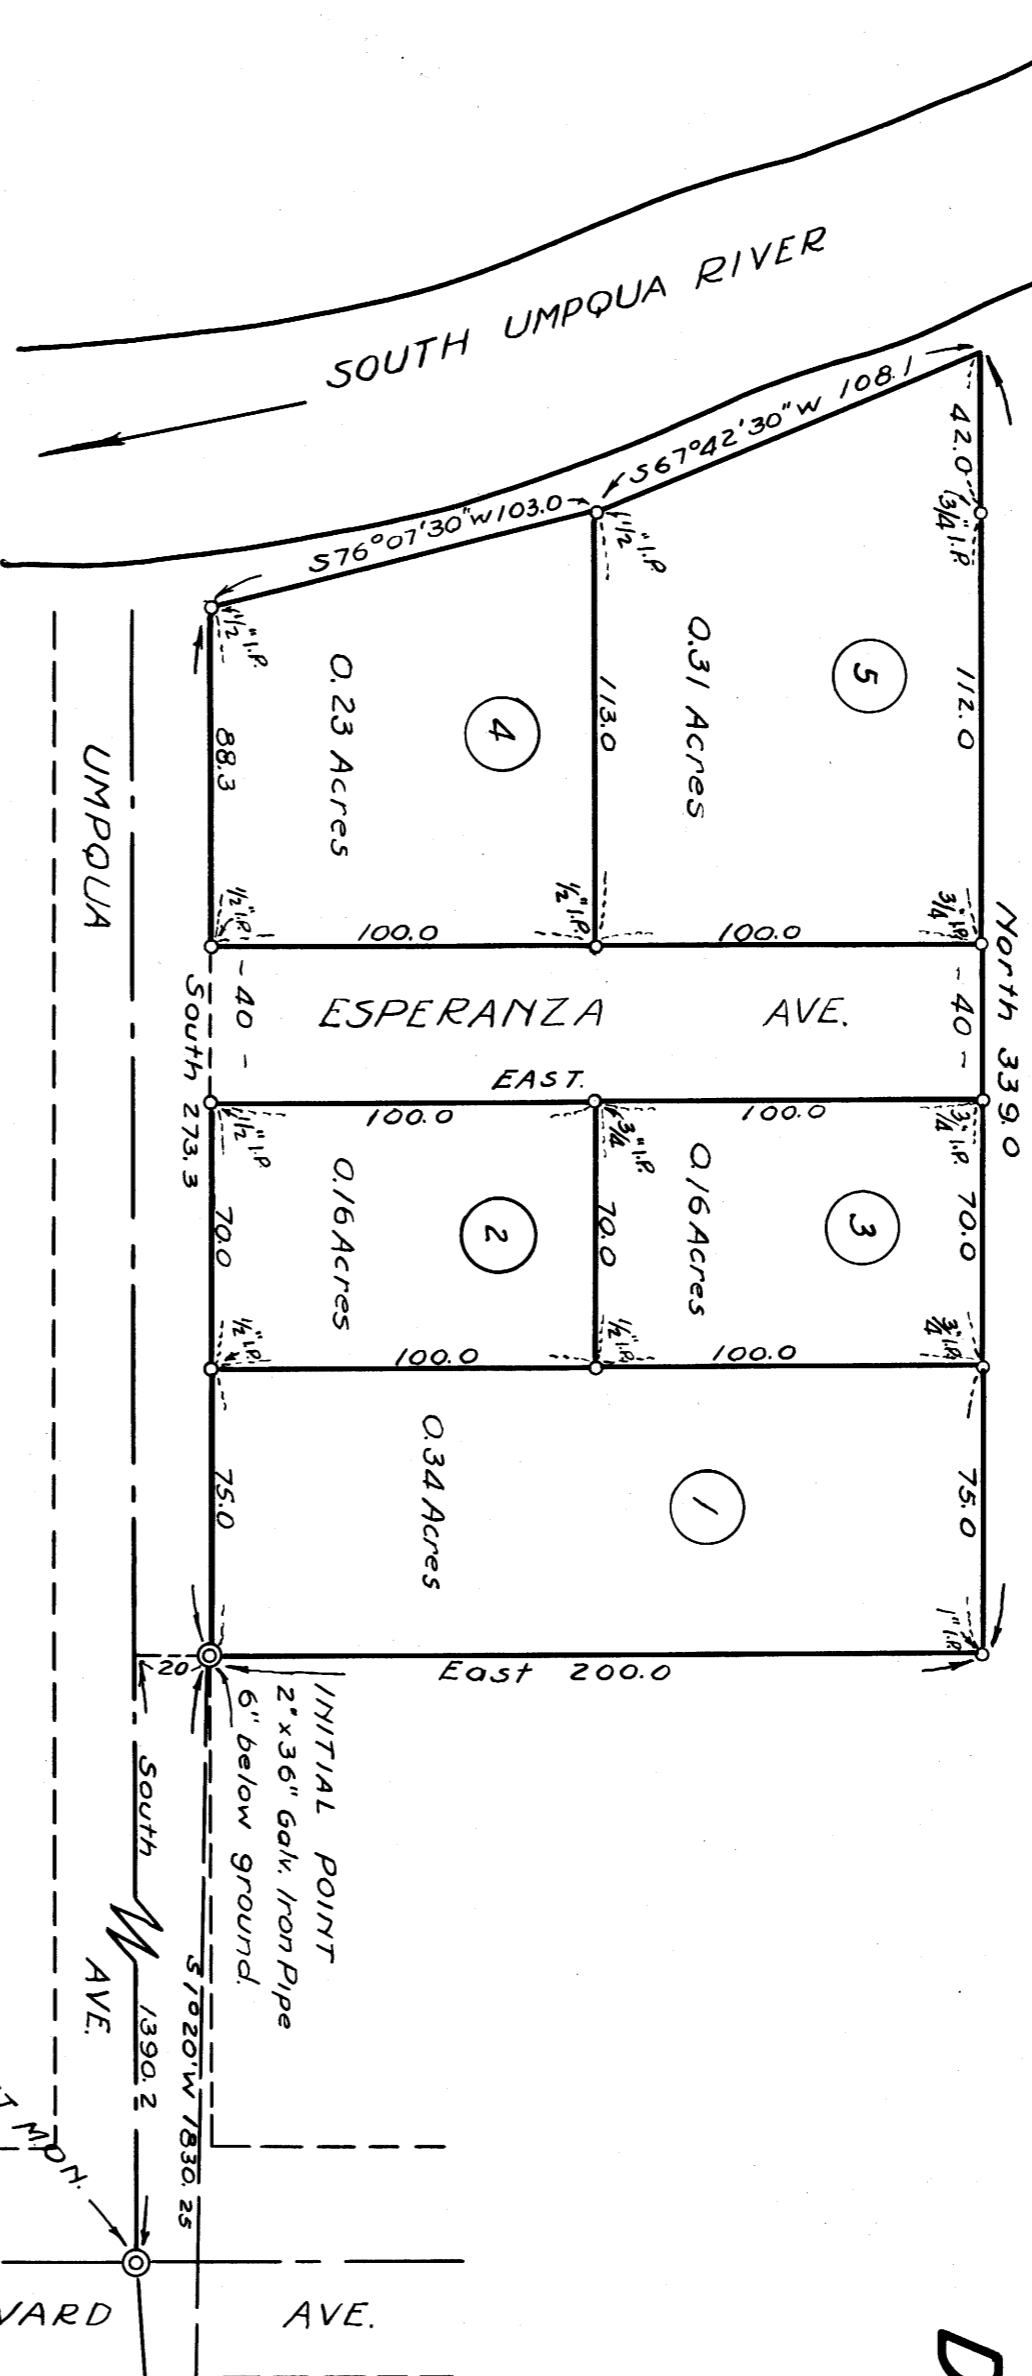 SOUTH UMPQUA RIVER
S67°42'30"W 108.1
S76°07'30"W 103.0
42.0
3/4" I.P.
1/2" I.P.
1/2" I.P.
5
0.31 Acres
112.0
113.0
4
0.23 Acres
88.3
1/2" I.P.
1/2" I.P.
3/4" I.P.
100.0
100.0
North 339.0
- 40 -
ESPERANZA AVE.
- 40 -
South 273.3
EAST.
100.0
100.0
1/2" I.P.
3/4" I.P.
3/4" I.P.
0.16 Acres
2
0.16 Acres
3
70.0
70.0
70.0
1/2" I.P.
1/2" I.P.
3/4" I.P.
100.0
100.0
0.34 Acres
1
75.0
75.0
1" I.P.
East 200.0
20
INITIAL POINT
2" x 36" Galv. Iron Pipe
6" below ground.
UMPQUA AVE.
South 1390.2
S 1°20'W 1830.25
MON.
VARD AVE.